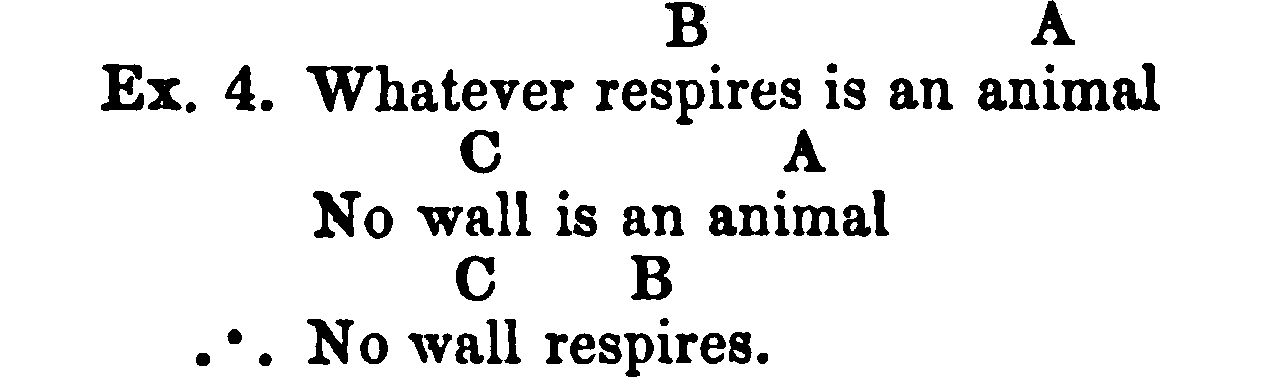 B A
Ex. 4. Whatever respires is an animal
C A
No wall is an animal
C B
.•. No wall respires.